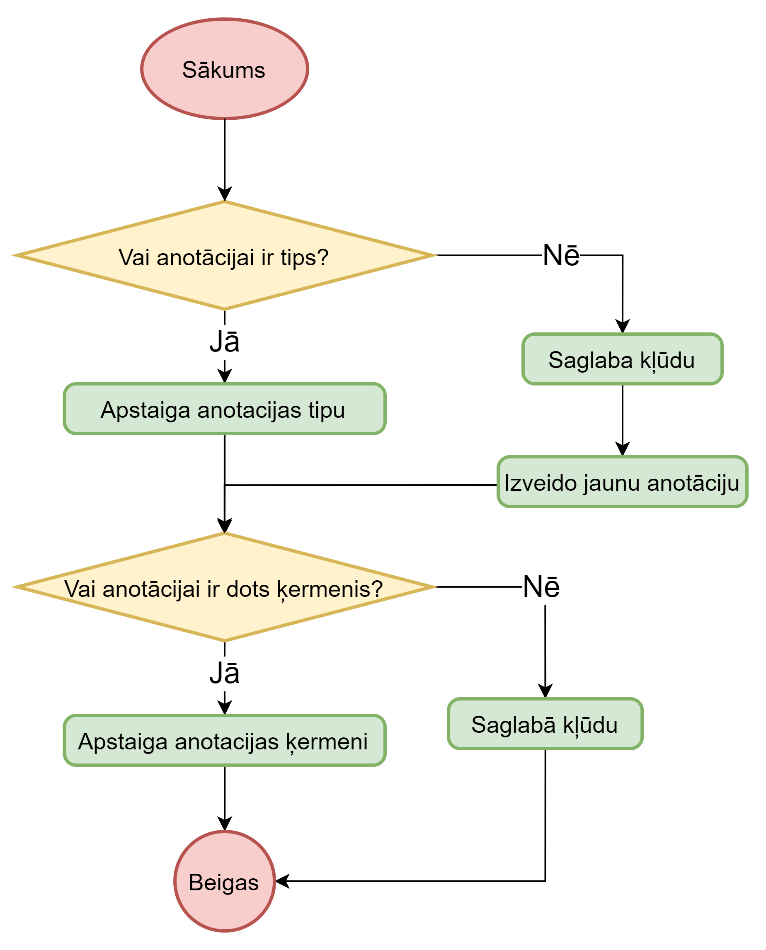 Sākums
Vai anotācijai ir tips?
Nē
Jā
Saglaba kļūdu
Apstaiga anotacijas tipu
Izveido jaunu anotāciju
Vai anotācijai ir dots ķermenis?
Nē
Jā
Saglabā kļūdu
Apstaiga anotacijas ķermeni
Beigas